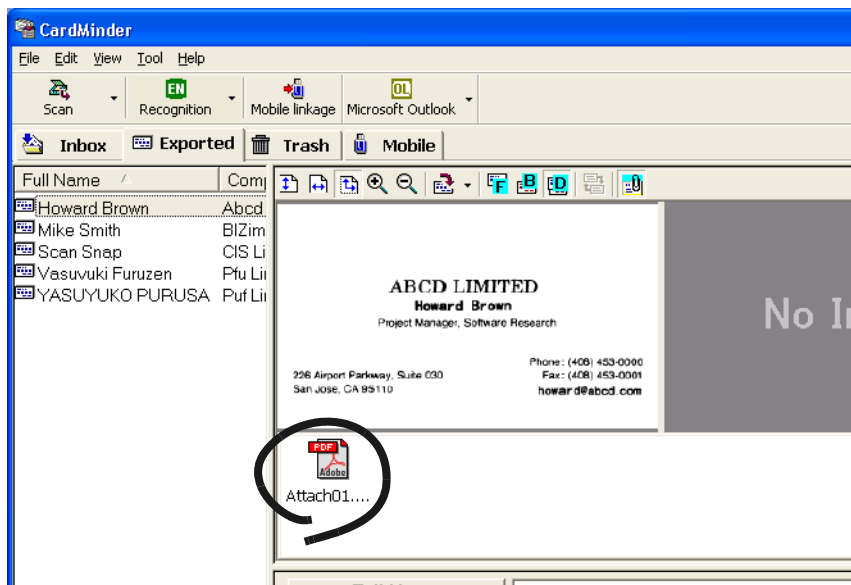 CardMinder
File Edit View Tool Help
EN OL
Scan Recognition Mobile linkage Microsoft Outlook
Inbox Exported Trash Mobile
Full Name Comp
Howard Brown Abcd
Mike Smith BIZim
Scan Snap CIS Li
Vasuvuki Furuzen Pfu Lin
YASUYUKO PURUSA Puf Lin
F B D
ABCD LIMITED
Howard Brown
Project Manager, Software Research
226 Airport Parkway, Suite 030
San Jose, CA 95110
Phone: (408) 453-0000
Fax: (408) 453-0001
howard@abcd.com
No
PDF
Adobe
Attach01....